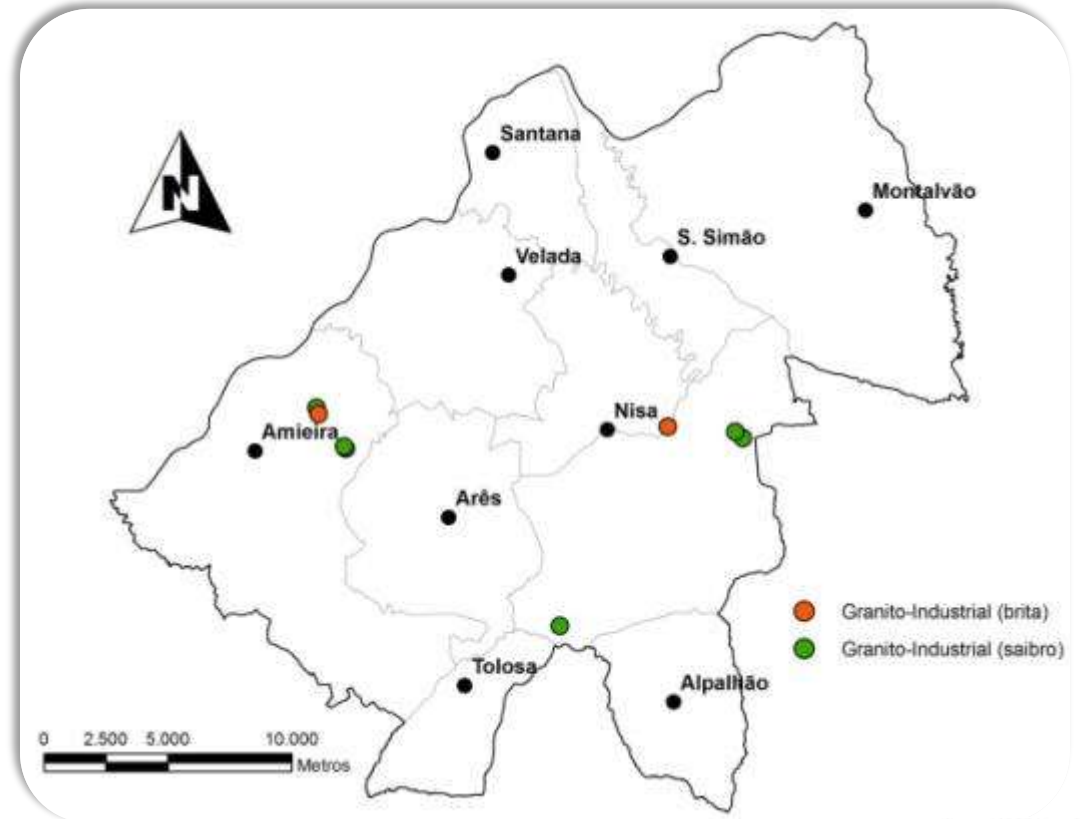 Santana
N
Montalvão
S. Simão
Velada
Nisa
Amieira
Arês
Granito-Industrial (brita)
Granito-Industrial (saibro)
Tolosa
Alpalhão
0 2.500 5.000 10.000
Metros